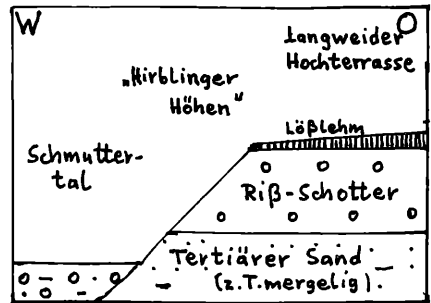 W
O
Langweider
Hochterrasse
„Hirblinger
Höhen"
Lößlehm
Schmutter-
tal
Riß-Schotter
Tertiärer Sand
(z.T.mergelig).